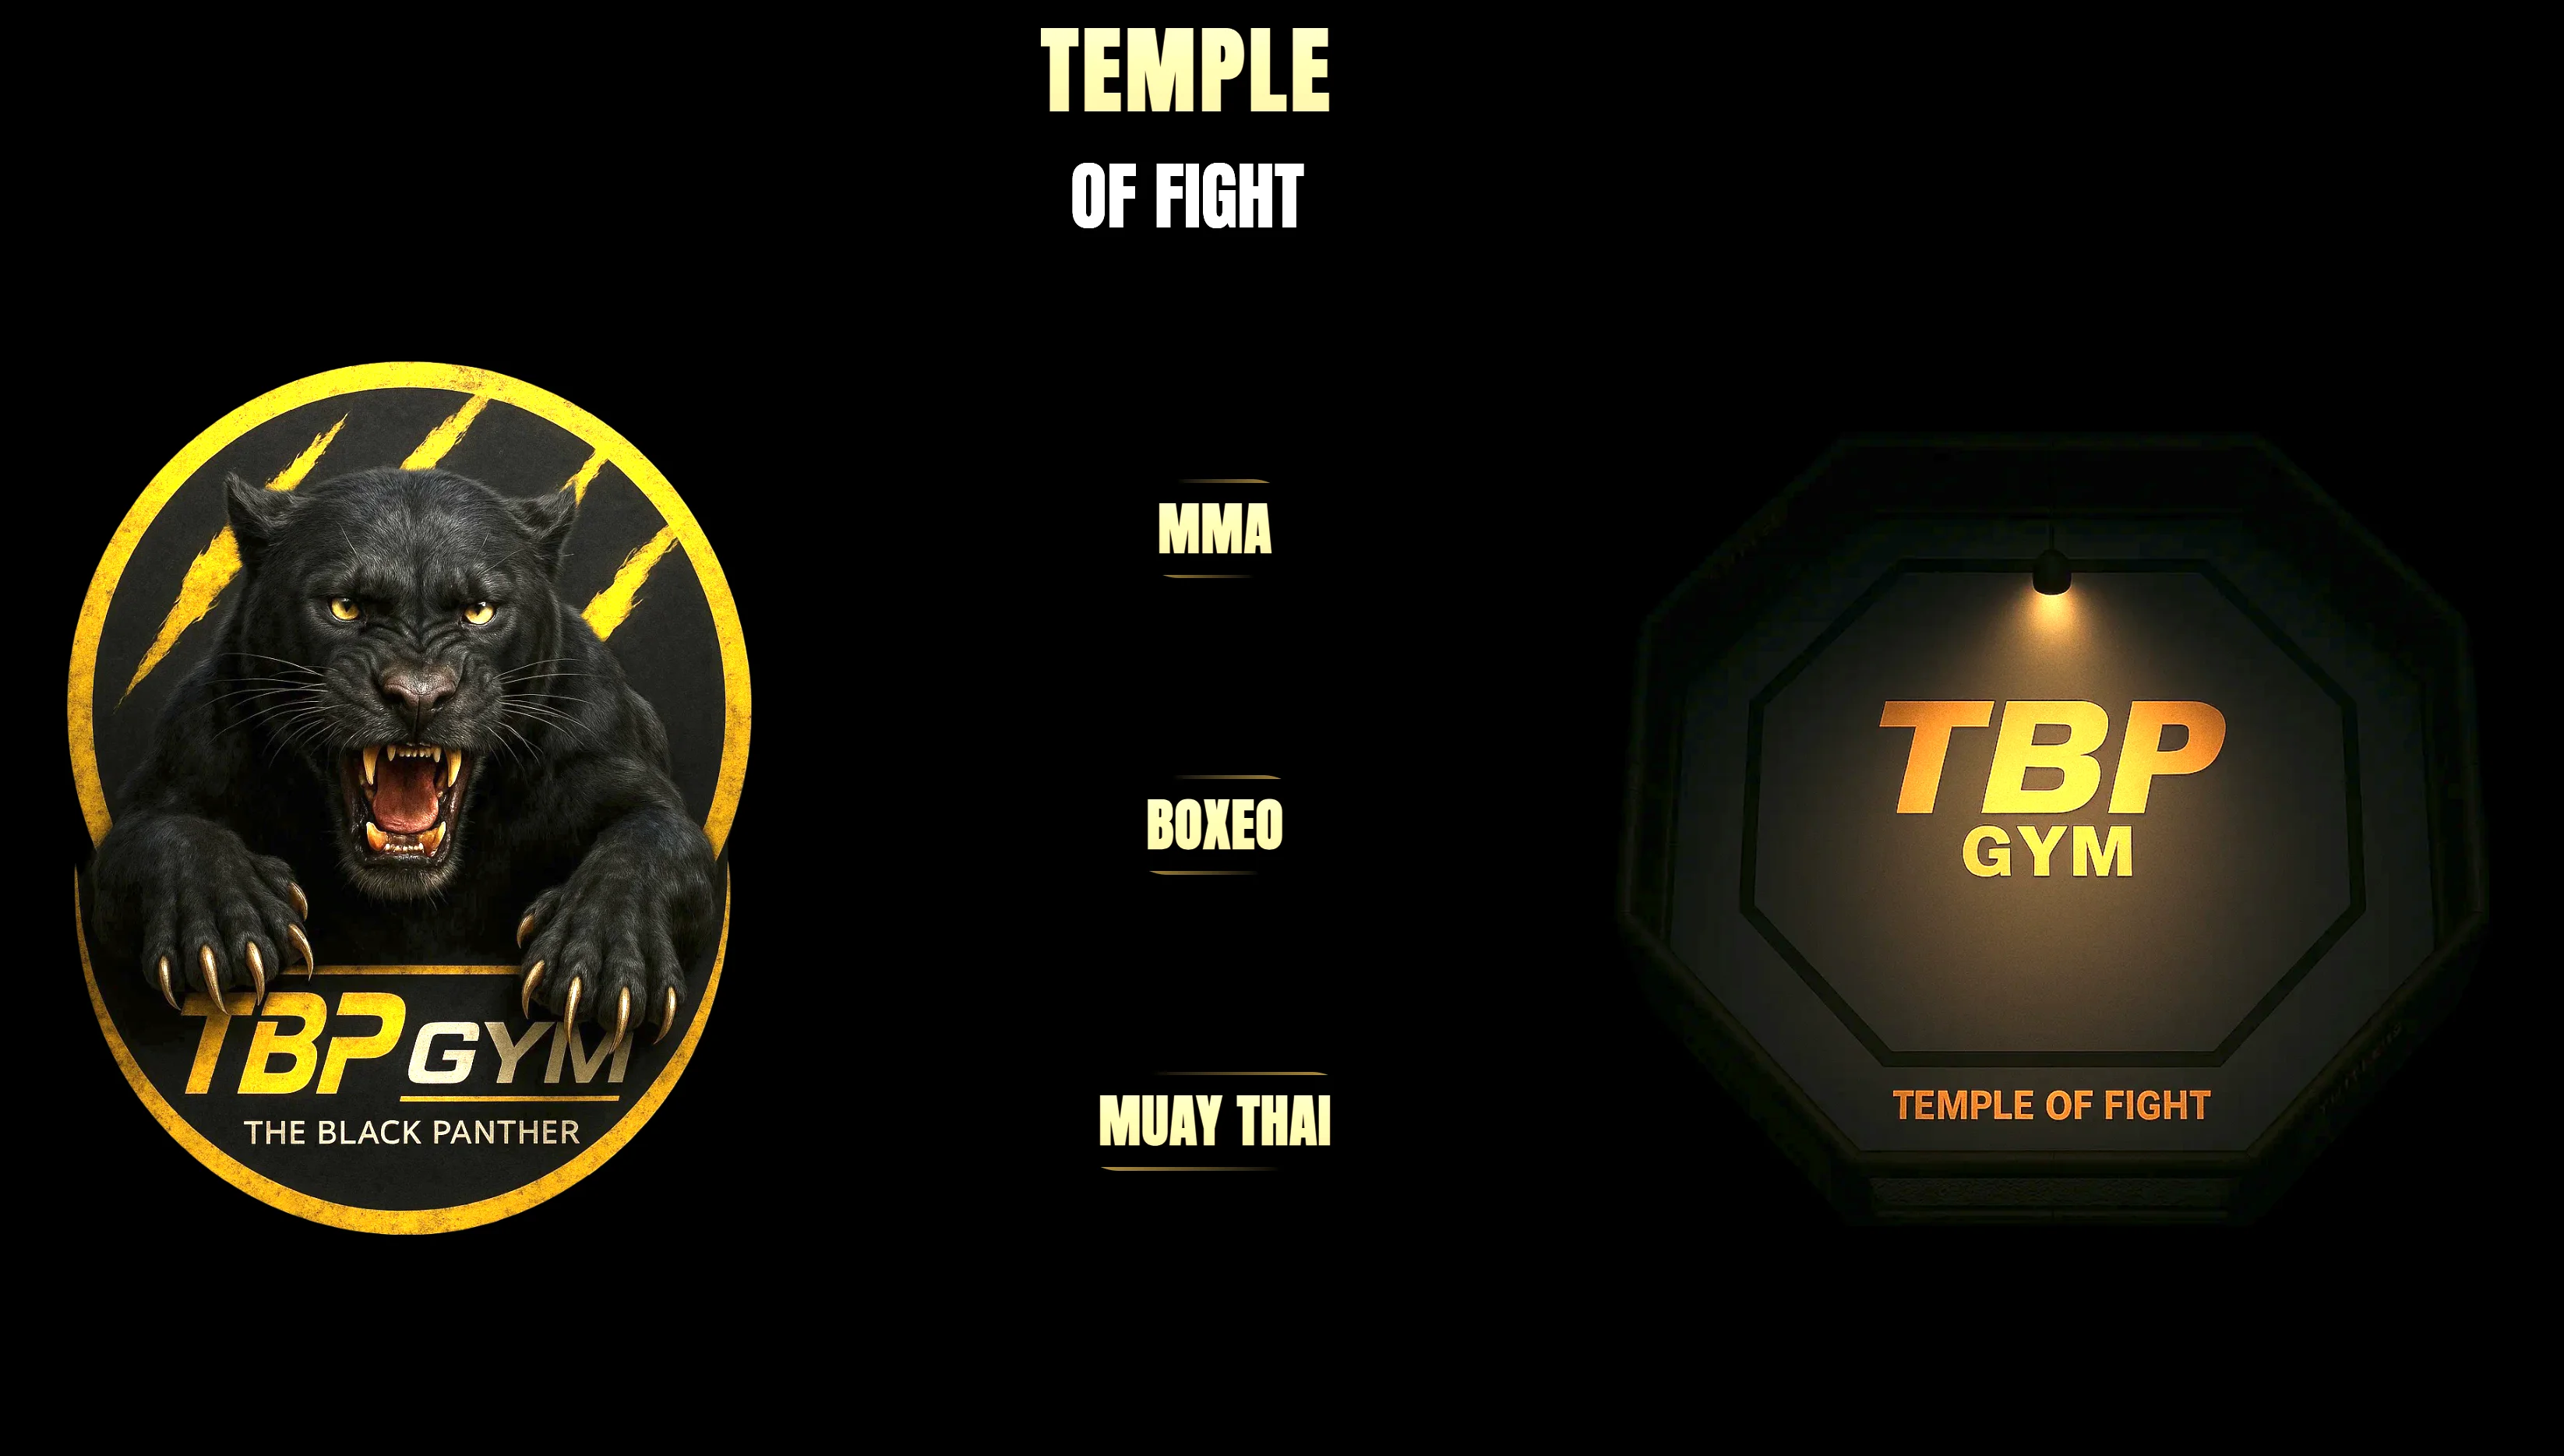 TEMPLE
OF FIGHT
TBP GYM
THE BLACK PANTHER
MMA
BOXEO
MUAY THAI
TBP
GYM
TEMPLE OF FIGHT